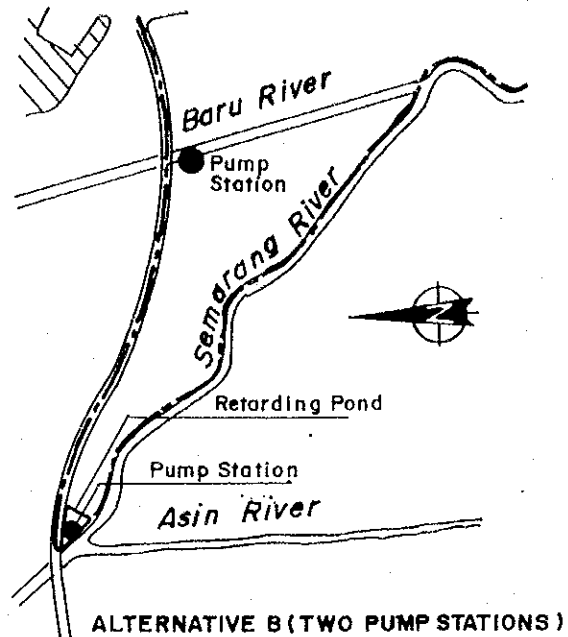 Baru River
Pump
Station
Semarang River
Retarding Pond
Pump Station
Asin River
ALTERNATIVE B (TWO PUMP STATIONS)